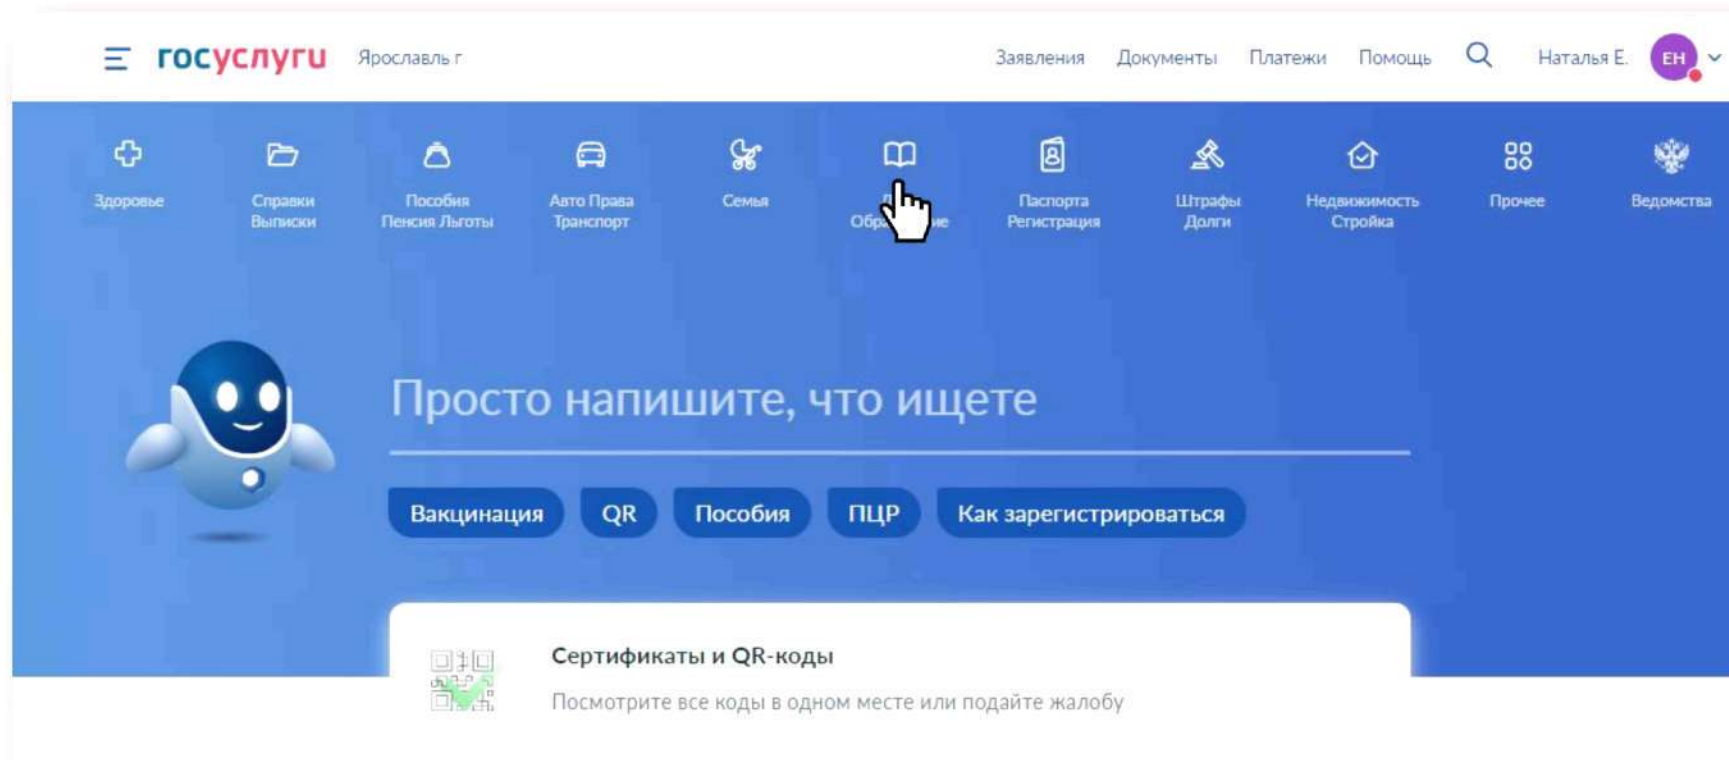 госуслуги
Ярославль г
Заявления
Документы
Платежи
Помощь
Наталья Е.
ЕН
Здоровье
Справки
Выписки
Пособия
Пенсия Льготы
Авто Права
Транспорт
Семья
Паспорта
Регистрация
Штрафы
Долги
Недвижимость
Стройка
Прочее
Ведомства
Просто напишите, что ищете
Вакцинация
QR
Пособия
ПЦР
Как зарегистрироваться
Сертификаты и QR-коды
Посмотрите все коды в одном месте или подайте жалобу